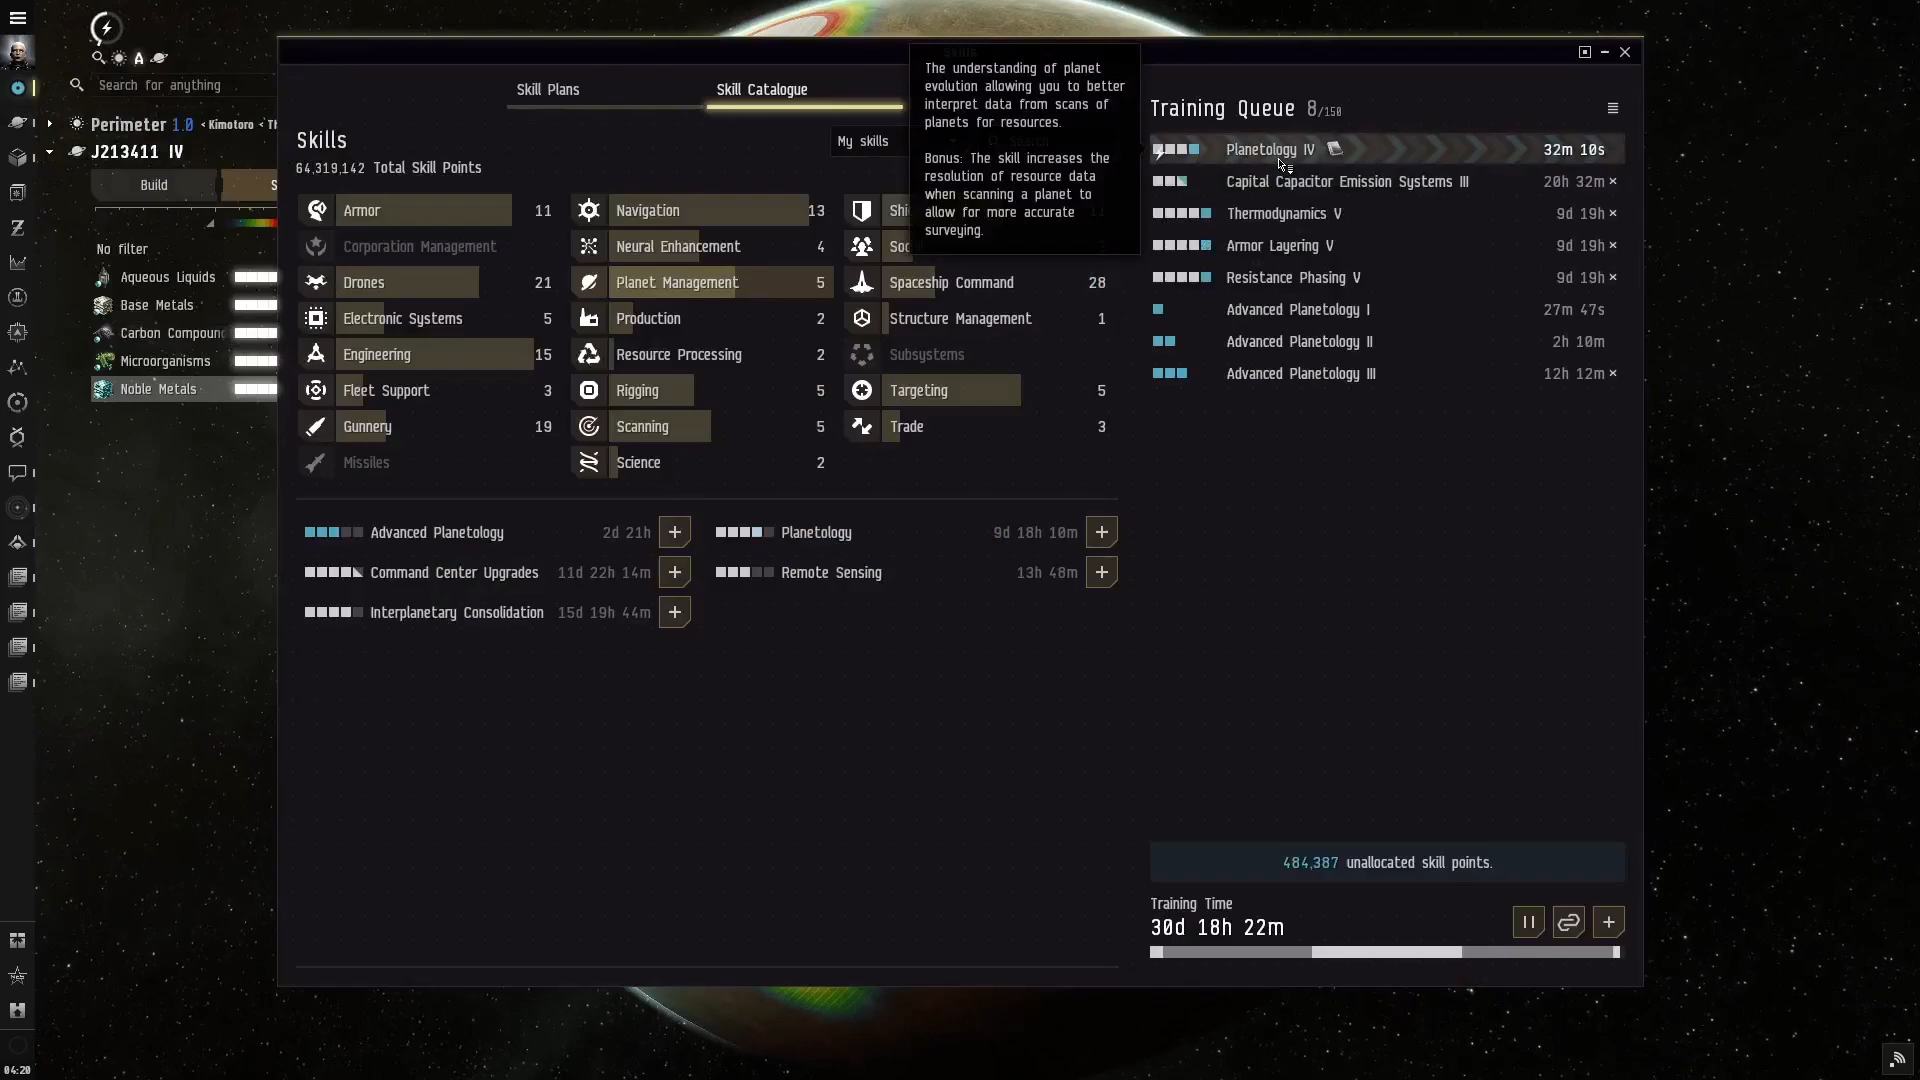 Search for anything
Perimeter 1.0 < Kimotoro < Th
J213411 IV
Build
S
No filter
Aqueous Liquids
Base Metals
Carbon Compoun
Microorganisms
Noble Metals
04:20
Skill Plans
Skill Catalogue
Skills
64,319,142 Total Skill Points
My skills
The understanding of planet
evolution allowing you to better
interpret data from scans of
planets for resources.
Bonus: The skill increases the
resolution of resource data
when scanning a planet to
allow for more accurate
surveying.
Armor 11
Navigation 13
Shi
Corporation Management
Neural Enhancement 4
Soc
Drones 21
Planet Management 5
Spaceship Command 28
Electronic Systems 5
Production 2
Structure Management 1
Engineering 15
Resource Processing 2
Subsystems
Fleet Support 3
Rigging 5
Targeting 5
Gunnery 19
Scanning 5
Trade 3
Missiles
Science 2
Advanced Planetology 2d 21h
Planetology 9d 18h 10m
Command Center Upgrades 11d 22h 14m
Remote Sensing 13h 48m
Interplanetary Consolidation 15d 19h 44m
Training Queue 8/150
Planetology IV 32m 10s
Capital Capacitor Emission Systems III 20h 32m
Thermodynamics V 9d 19h
Armor Layering V 9d 19h
Resistance Phasing V 9d 19h
Advanced Planetology I 27m 47s
Advanced Planetology II 2h 10m
Advanced Planetology III 12h 12m
484,387 unallocated skill points.
Training Time
30d 18h 22m